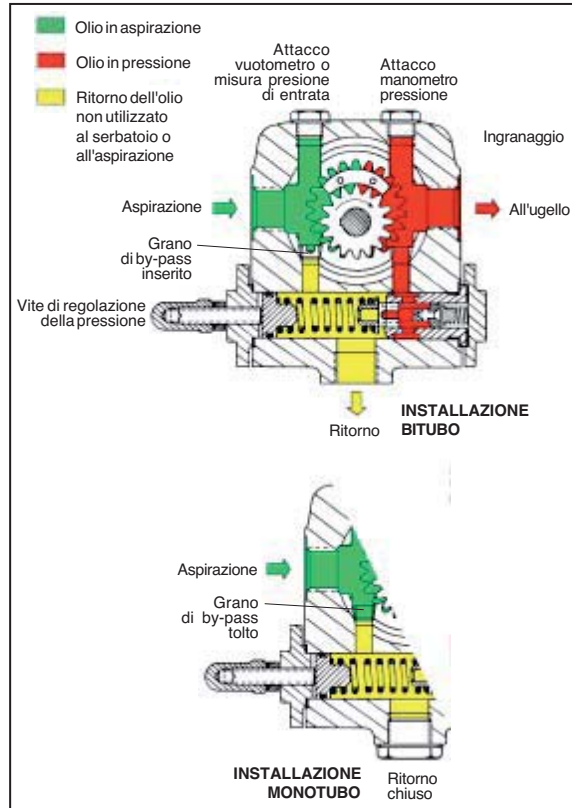 Olio in aspirazione
Olio in pressione
Ritorno dell'olio
non utilizzato
al serbatoio o
all'aspirazione
Attacco
vuotometro o
misura presione
di entrata
Attacco
manometro
pressione
Ingranaggio
Aspirazione
All'ugello
Grano
di by-pass
inserito
Vite di regolazione
della pressione
Ritorno
INSTALLAZIONE
BITUBO
Aspirazione
Grano
di by-pass
tolto
INSTALLAZIONE
MONOTUBO
Ritorno
chiuso